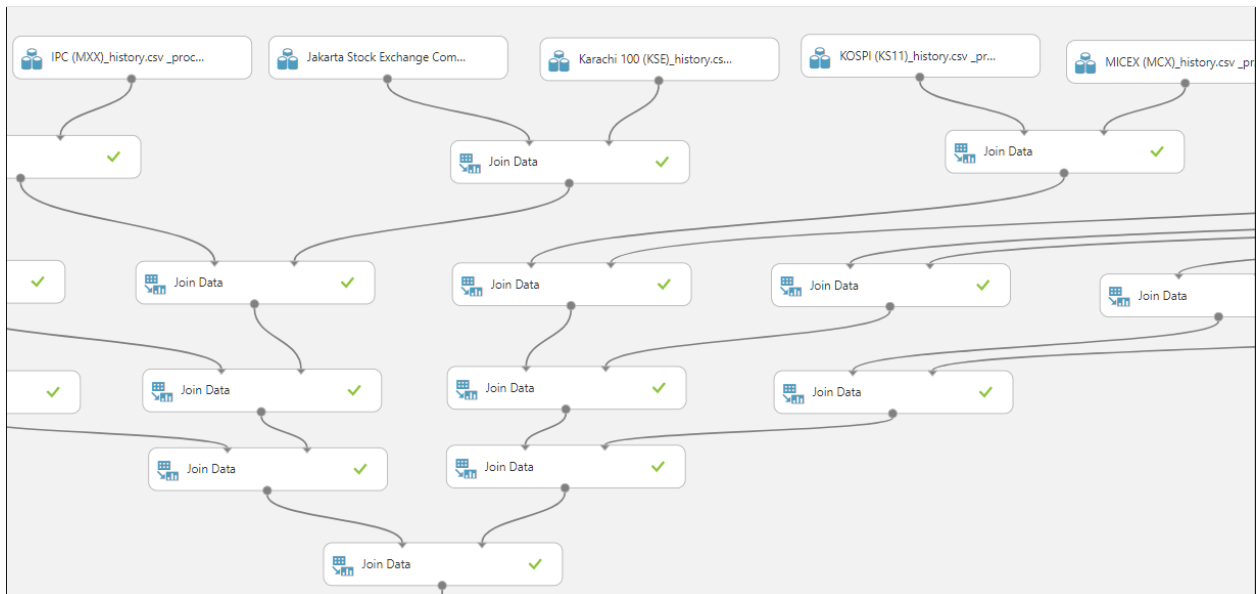 IPC (MXX)_history.csv _proc...
Jakarta Stock Exchange Com...
Karachi 100 (KSE)_history.cs...
KOSPI (KS11)_history.csv _pr...
MICEX (MCX)_history.csv _pr
Join Data
Join Data
Join Data
Join Data
Join Data
Join Data
Join Data
Join Data
Join Data
Join Data
Join Data
Join Data